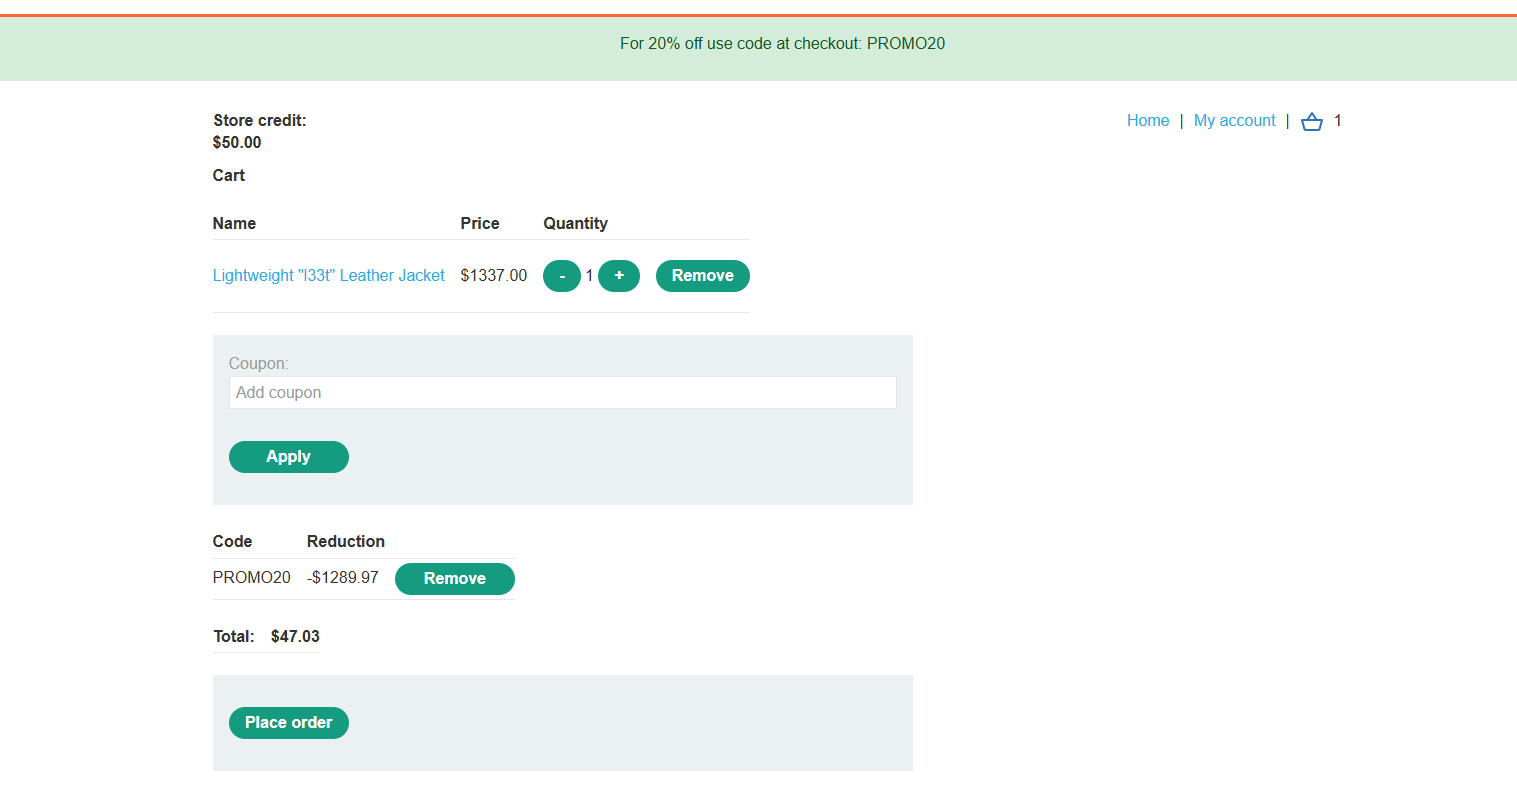 For 20% off use code at checkout: PROMO20
Store credit:
$50.00
Home | My account | 1
Cart
Name Price Quantity
Lightweight "l33t" Leather Jacket $1337.00 - 1 + Remove
Coupon:
Add coupon
Apply
Code Reduction
PROMO20 -$1289.97 Remove
Total: $47.03
Place order